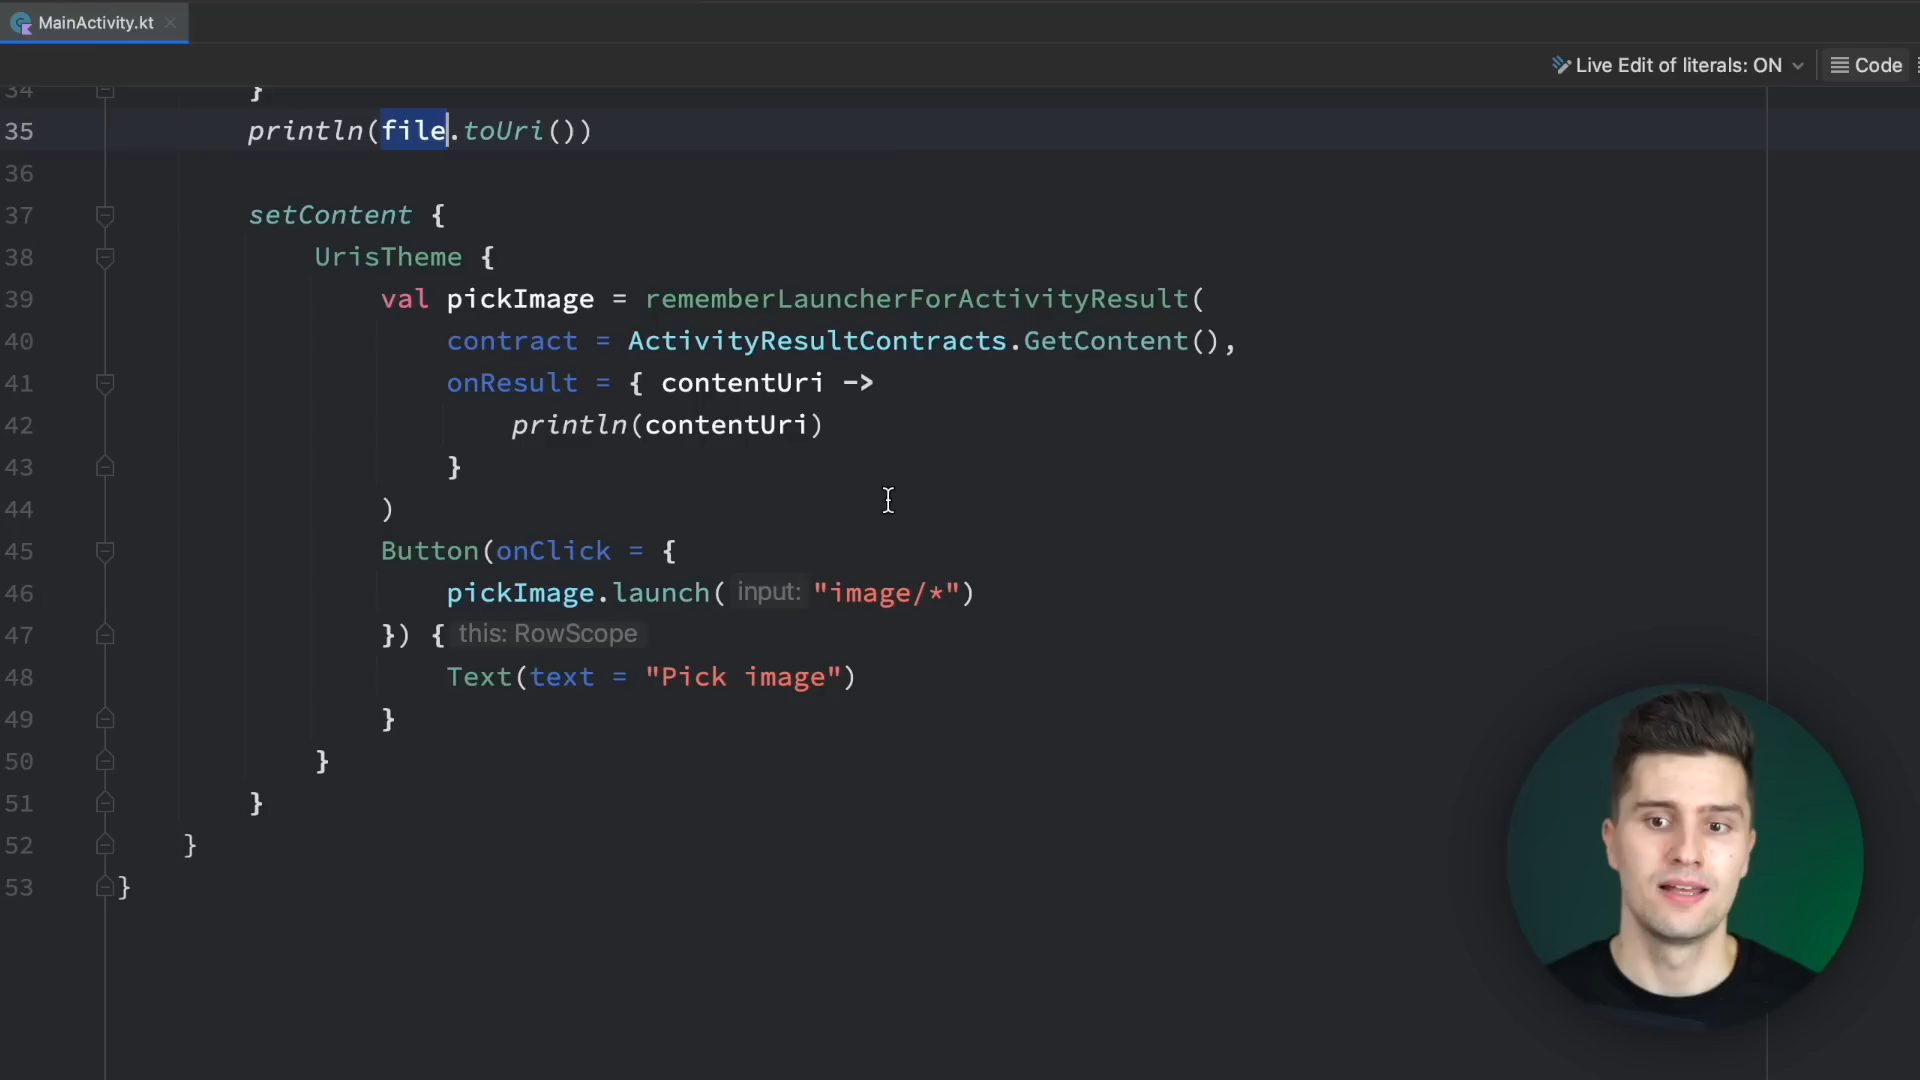 MainActivity.kt
Live Edit of literals: ON
Code
34 }
35 println(file.toUri())
36
37 setContent {
38 UrisTheme {
39 val pickImage = rememberLauncherForActivityResult(
40 contract = ActivityResultContracts.GetContent(),
41 onResult = { contentUri ->
42 println(contentUri)
43 }
44 )
45 Button(onClick = {
46 pickImage.launch( input: "image/*")
47 }) { this: RowScope
48 Text(text = "Pick image")
49 }
50 }
51 }
52 }
53 }